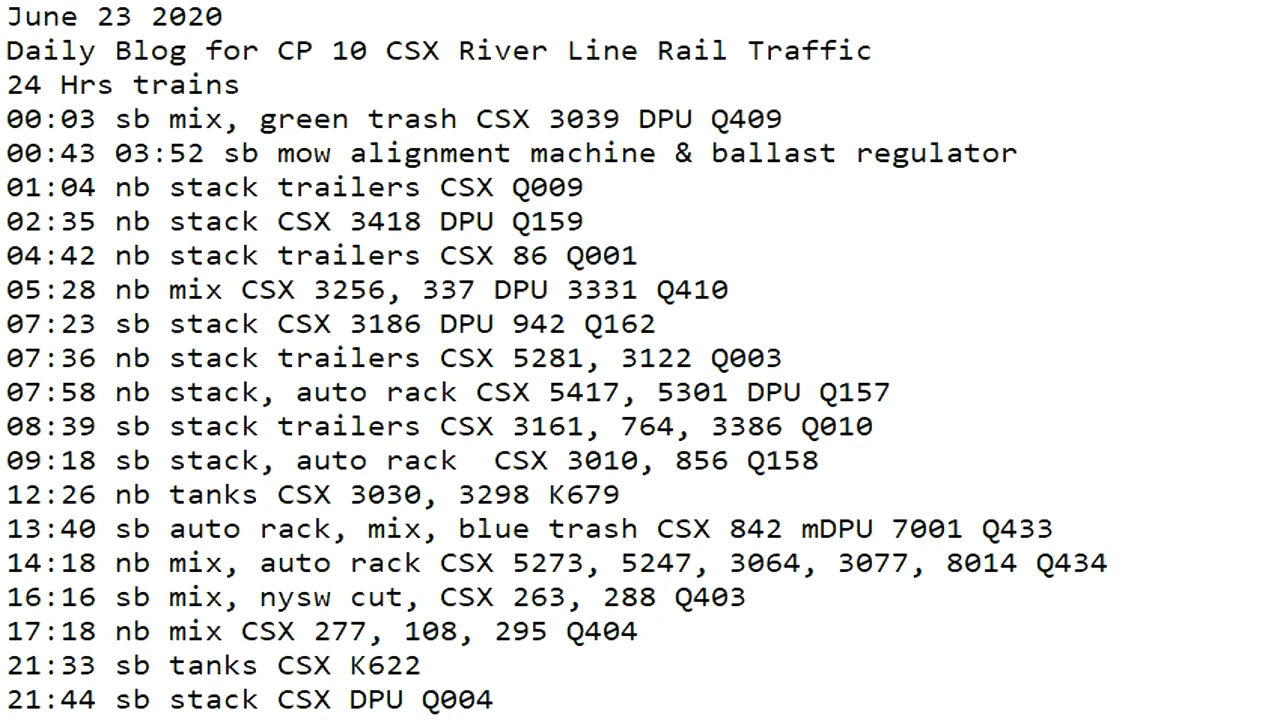 June 23 2020
Daily Blog for CP 10 CSX River Line Rail Traffic
24 Hrs trains
00:03 sb mix, green trash CSX 3039 DPU Q409
00:43 03:52 sb mow alignment machine & ballast regulator
01:04 nb stack trailers CSX Q009
02:35 nb stack CSX 3418 DPU Q159
04:42 nb stack trailers CSX 86 Q001
05:28 nb mix CSX 3256, 337 DPU 3331 Q410
07:23 sb stack CSX 3186 DPU 942 Q162
07:36 nb stack trailers CSX 5281, 3122 Q003
07:58 nb stack, auto rack CSX 5417, 5301 DPU Q157
08:39 sb stack trailers CSX 3161, 764, 3386 Q010
09:18 sb stack, auto rack  CSX 3010, 856 Q158
12:26 nb tanks CSX 3030, 3298 K679
13:40 sb auto rack, mix, blue trash CSX 842 mDPU 7001 Q433
14:18 nb mix, auto rack CSX 5273, 5247, 3064, 3077, 8014 Q434
16:16 sb mix, nysw cut, CSX 263, 288 Q403
17:18 nb mix CSX 277, 108, 295 Q404
21:33 sb tanks CSX K622
21:44 sb stack CSX DPU Q004